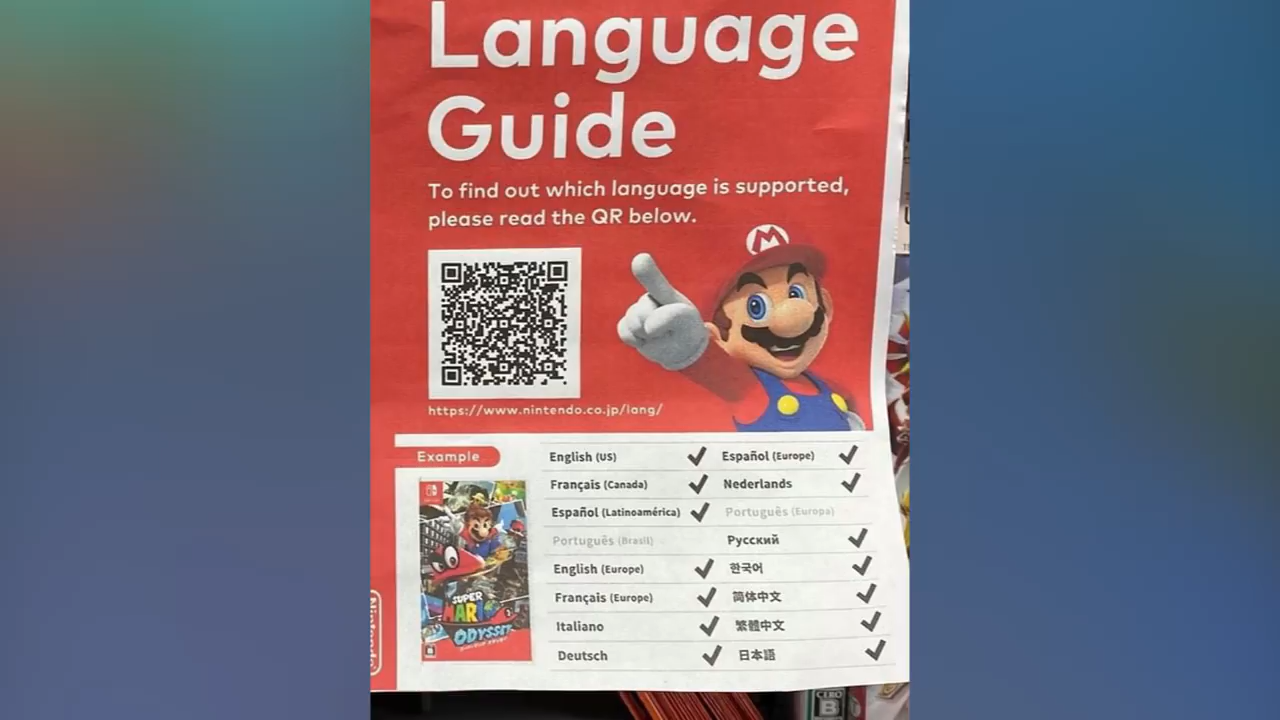 Language
Guide
To find out which language is supported,
please read the QR below.
M
https://www.nintendo.co.jp/lang/
Example
English (US) ✓ Español (Europe) ✓
Français (Canada) ✓ Nederlands ✓
Español (Latinoamérica) ✓ Português (Europa)
Português (Brasil) Русский ✓
English (Europe) ✓ 한국어 ✓
Français (Europe) ✓ 简体中文 ✓
Italiano ✓ 繁體中文 ✓
Deutsch ✓ 日本語 ✓
SUPER
MARIO
ODYSSEY
Nintendo
CERO
B